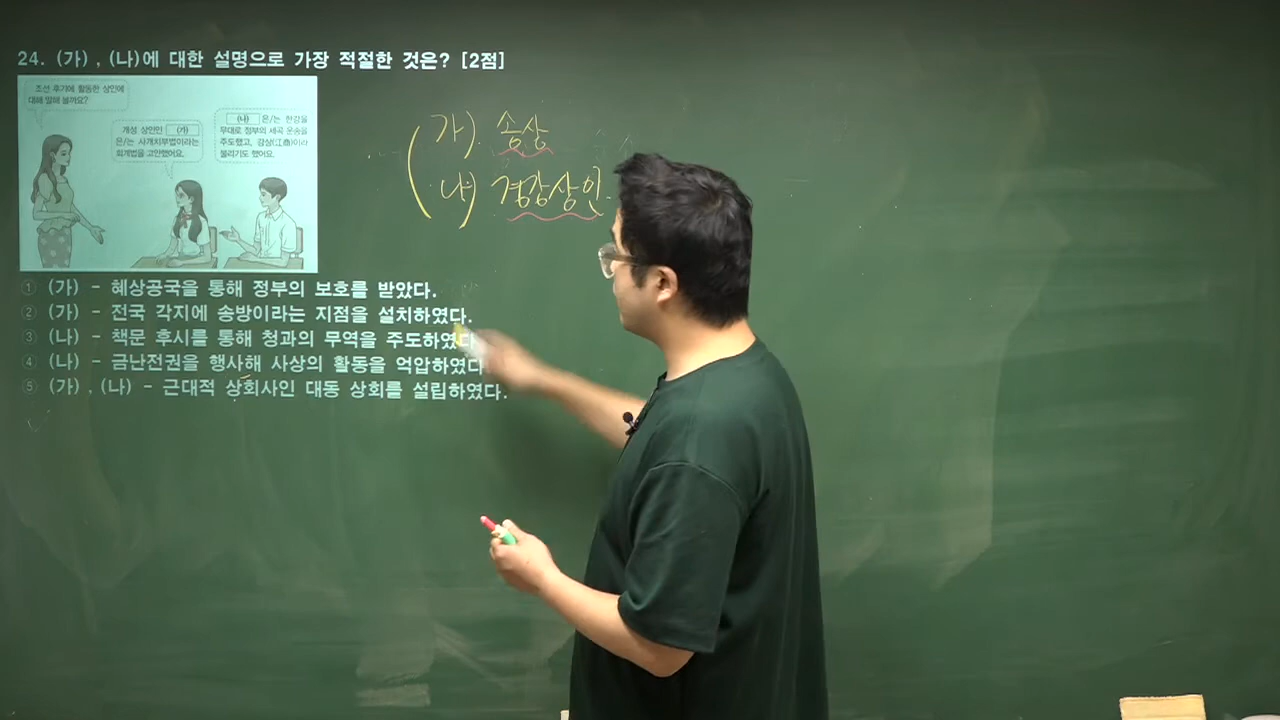 24. (가), (나)에 대한 설명으로 가장 적절한 것은? [2점]
조선 후기에 활동한 상인에
대해 말해 볼까요?
개성 상인인 (가)
은/는 사개치부법이라는
회계법을 고안했어요.
(나) 은/는 한강을
무대로 정부의 세곡 운송을
주도했고, 강상(江商)이라
불리기도 했어요.
(가). 송상
(나) 경강상인
① (가) - 혜상공국을 통해 정부의 보호를 받았다.
② (가) - 전국 각지에 송방이라는 지점을 설치하였다.
③ (나) - 책문 후시를 통해 청과의 무역을 주도하였다
④ (나) - 금난전권을 행사해 사상의 활동을 억압하였다.
⑤ (가), (나) - 근대적 상회사인 대동 상회를 설립하였다.